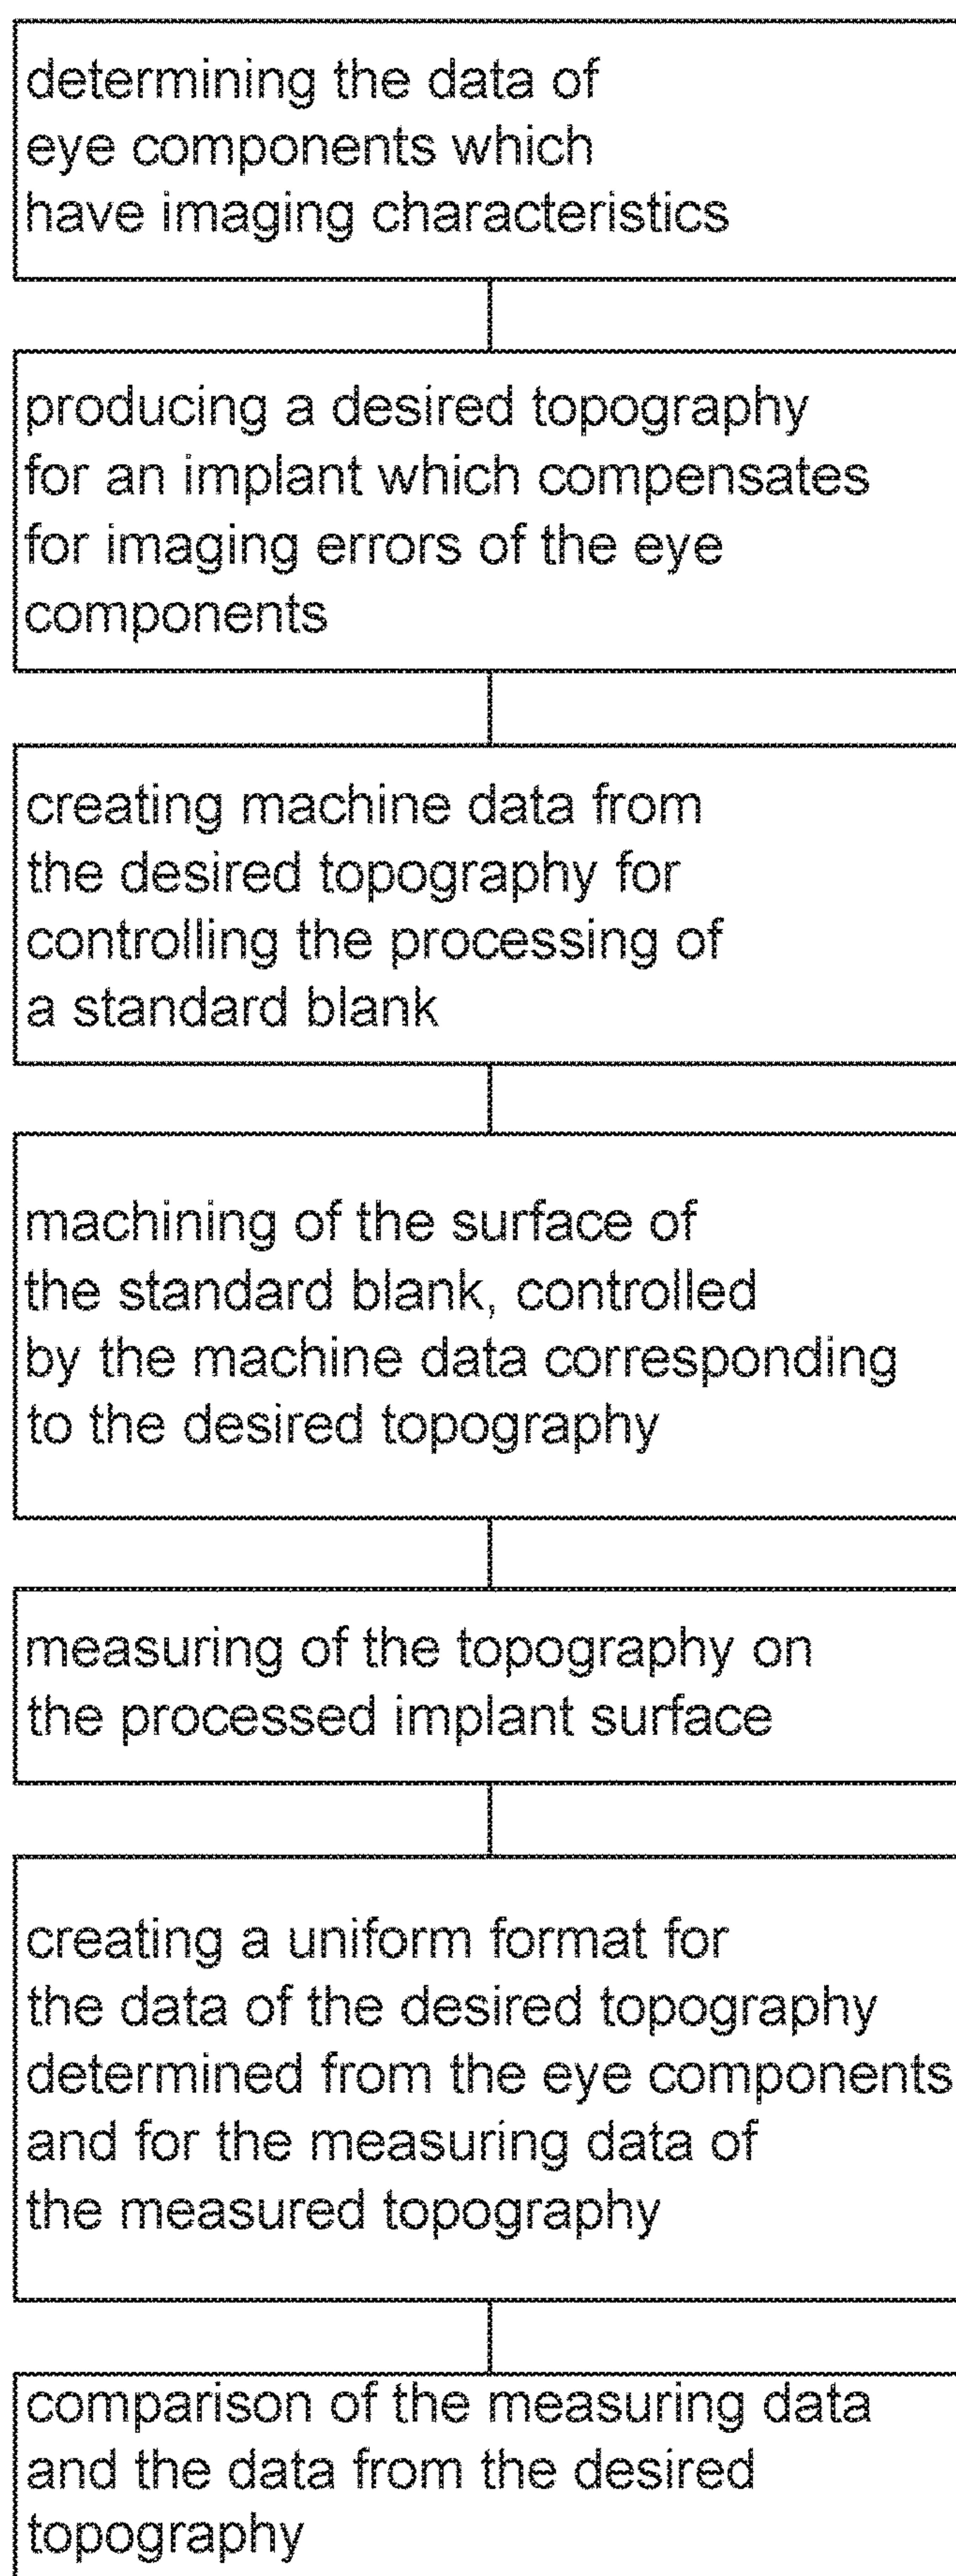 determining the data of
eye components which
have imaging characteristics
producing a desired topography
for an implant which compensates
for imaging errors of the eye
components
creating machine data from
the desired topography for
controlling the processing of
a standard blank
machining of the surface of
the standard blank, controlled
by the machine data corresponding
to the desired topography
measuring of the topography on
the processed implant surface
creating a uniform format for
the data of the desired topography
determined from the eye components
and for the measuring data of
the measured topography
comparison of the measuring data
and the data from the desired
topography